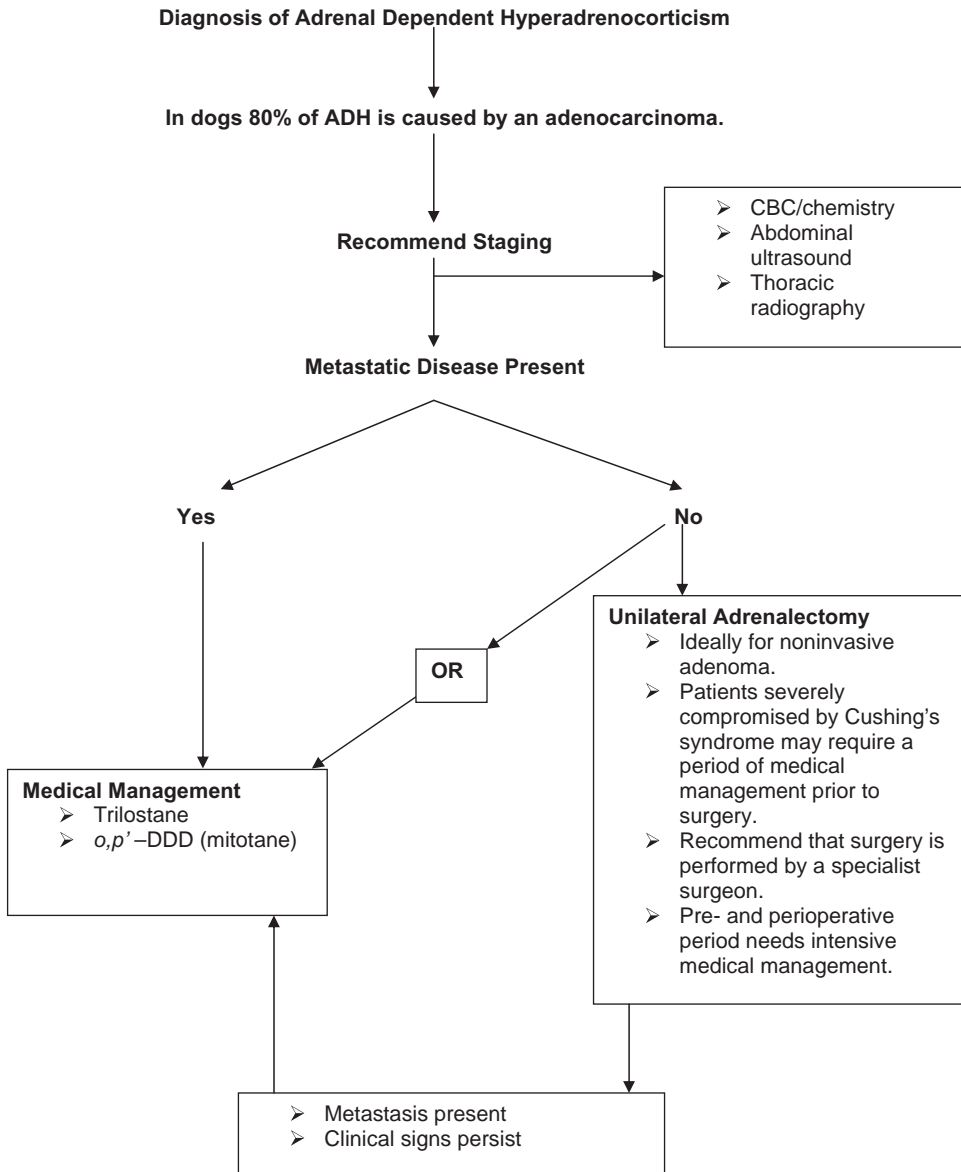 Diagnosis of Adrenal Dependent Hyperadrenocorticism
In dogs 80% of ADH is caused by an adenocarcinoma.
Recommend Staging
➢ CBC/chemistry
➢ Abdominal
ultrasound
➢ Thoracic
radiography
Metastatic Disease Present
Yes
No
OR
Medical Management
➢ Trilostane
➢ o,p' –DDD (mitotane)
Unilateral Adrenalectomy
➢ Ideally for noninvasive
adenoma.
➢ Patients severely
compromised by Cushing's
syndrome may require a
period of medical
management prior to
surgery.
➢ Recommend that surgery is
performed by a specialist
surgeon.
➢ Pre- and perioperative
period needs intensive
medical management.
➢ Metastasis present
➢ Clinical signs persist